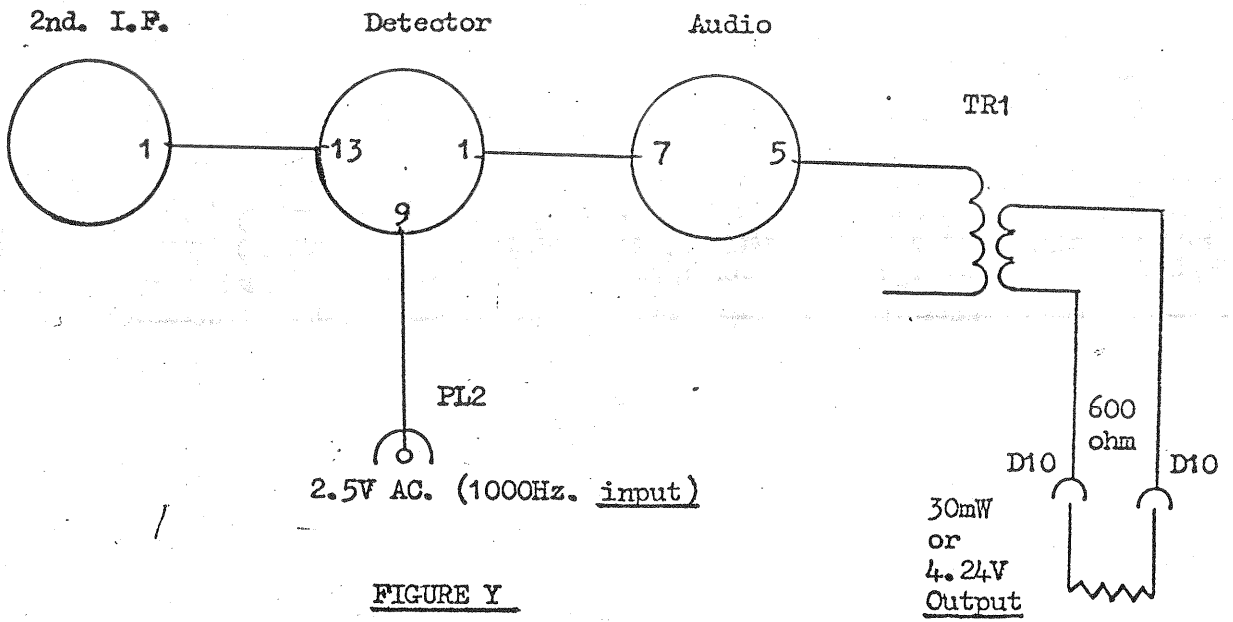 2nd. I.F.
Detector
Audio
TR1
1
13
1
9
7
5
PL2
2.5V AC. (1000Hz. input)
600
ohm
D10
D10
30mW
or
4.24V
Output
FIGURE Y